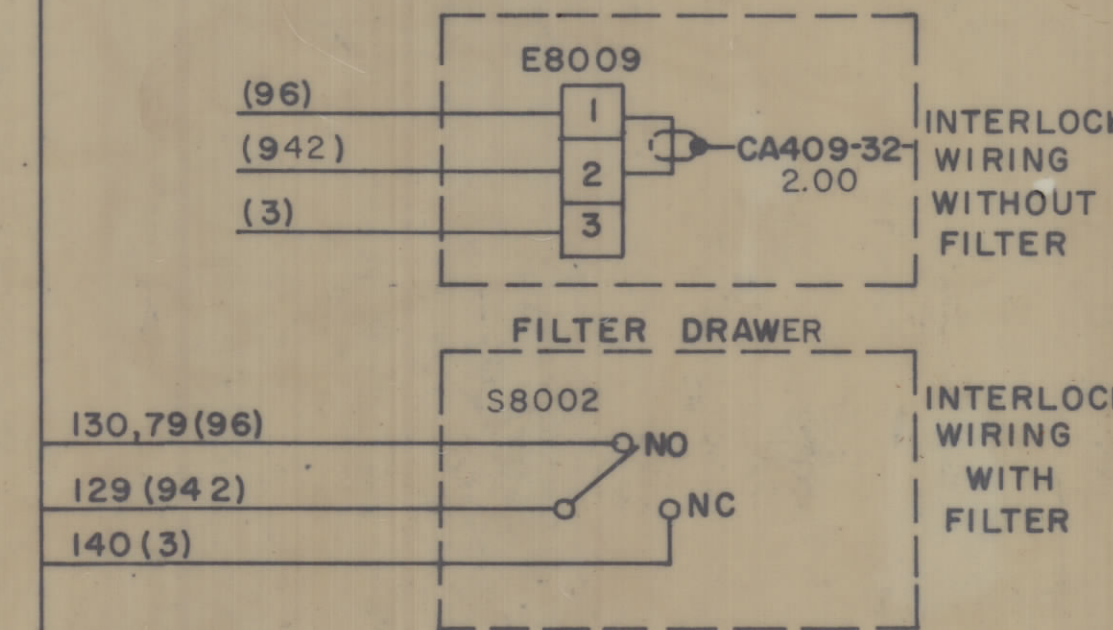 E8009
(96)
1
(942)
2
(3)
3
CA409-32
2.00
INTERLOCK
WIRING
WITHOUT
FILTER
FILTER DRAWER
S8002
130,79(96)
NO
129(942)
NC
140(3)
INTERLOC
WIRING
WITH
FILTER